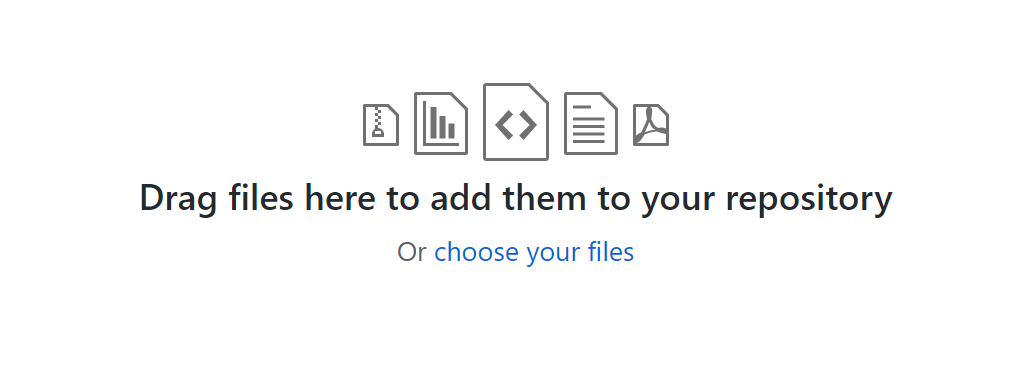 Drag files here to add them to your repository
Or choose your files